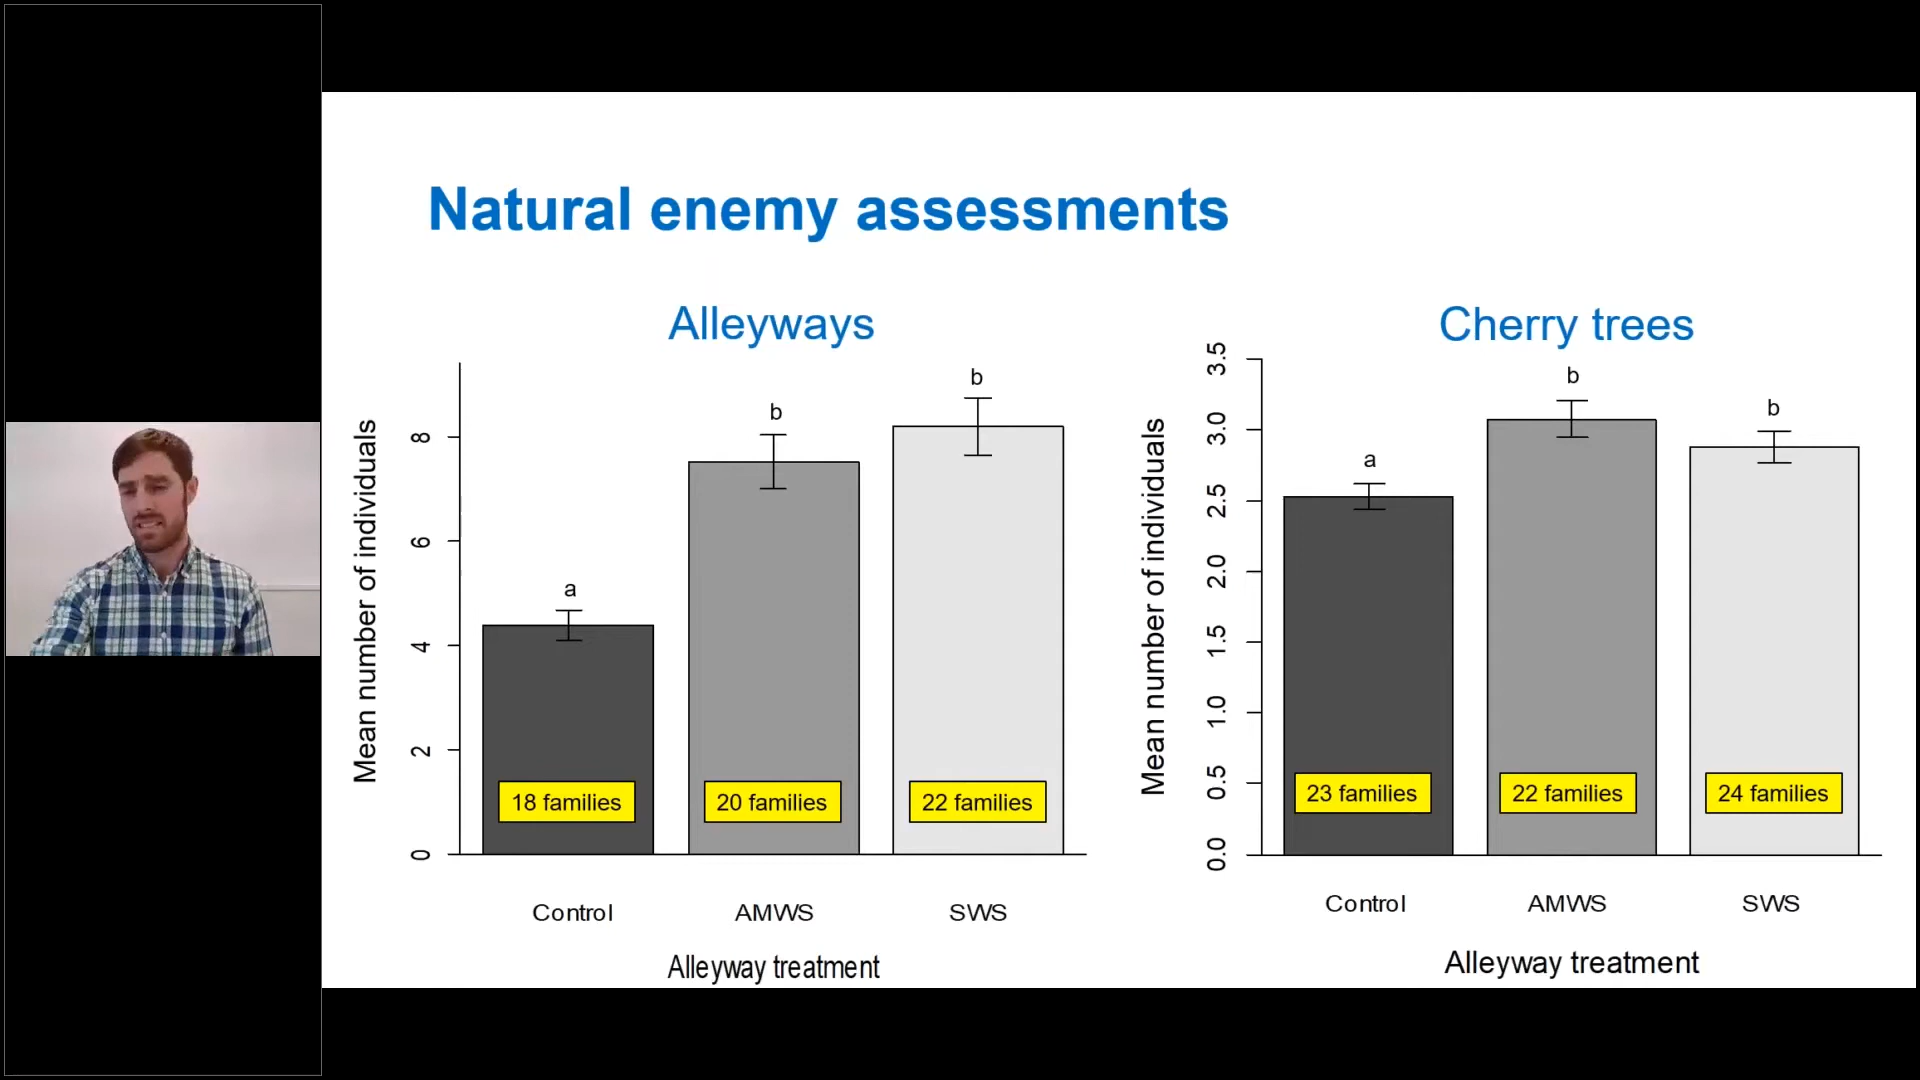 Natural enemy assessments
Alleyways
Mean number of individuals
8
6
4
2
0
a
b
b
18 families
20 families
22 families
Control
AMWS
SWS
Alleyway treatment
Cherry trees
Mean number of individuals
3.5
3.0
2.5
2.0
1.5
1.0
0.5
0.0
a
b
b
23 families
22 families
24 families
Control
AMWS
SWS
Alleyway treatment